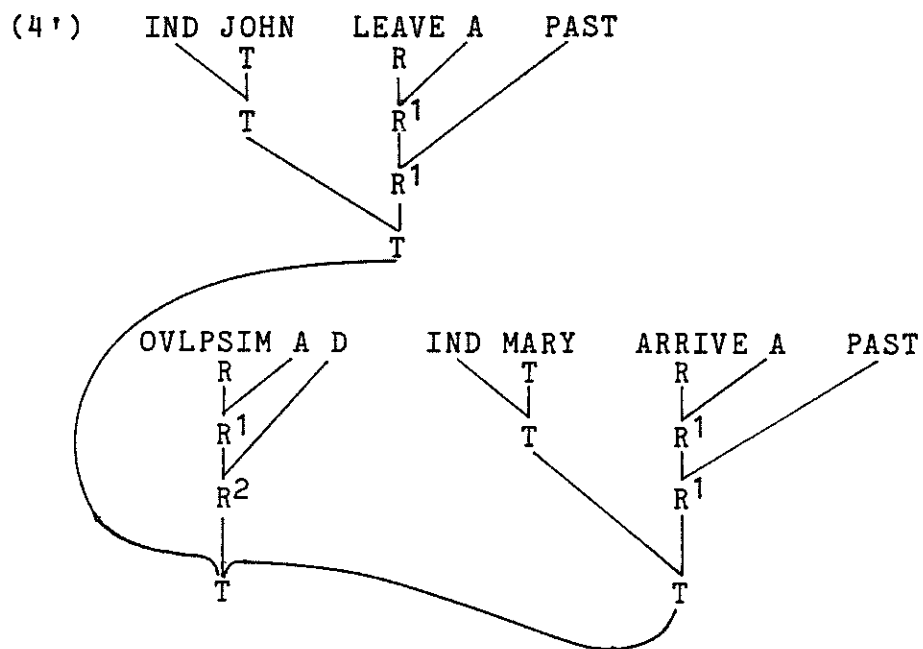 (4') IND JOHN LEAVE A PAST
T R
T R¹
R¹
T
OVLPSIM A D IND MARY ARRIVE A PAST
R T R
R¹ T R¹
R² R¹
T T